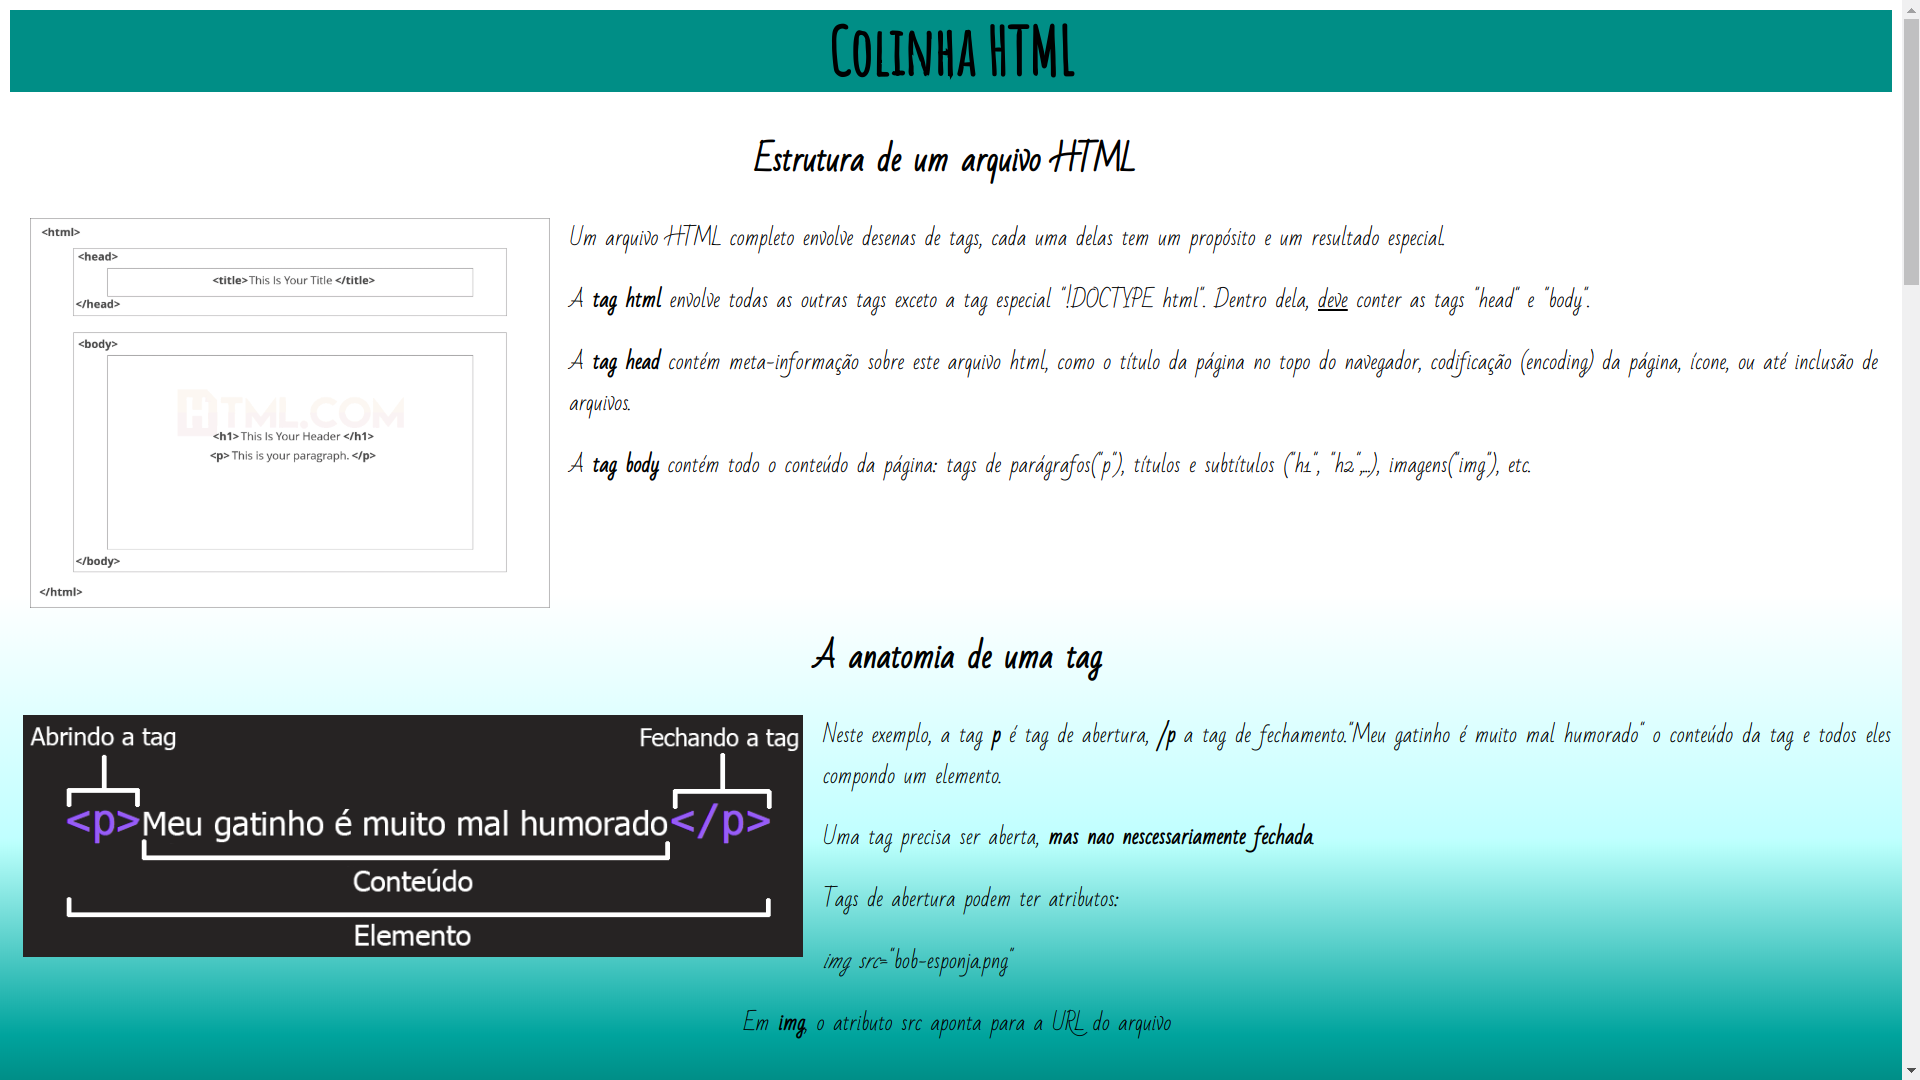 Colinha HTML
Estrutura de um arquivo HTML
<html>
<head>
<title>This Is Your Title </title>
</head>
<body>
HTML.COM
<h1>This Is Your Header </h1>
<p>This is your paragraph. </p>
</body>
</html>
Um arquivo HTML completo envolve desenas de tags, cada uma delas tem um propósito e um resultado especial.
A tag html envolve todas as outras tags exceto a tag especial "!DOCTYPE html". Dentro dela, deve conter as tags "head" e "body".
A tag head contém meta-informação sobre este arquivo html, como o título da página no topo do navegador, codificação (encoding) da página, ícone, ou até inclusão de
arquivos.
A tag body contém todo o conteúdo da página: tags de parágrafos("p"), títulos e subtítulos ("h1", "h2",...), imagens("img"), etc.
A anatomia de uma tag
Abrindo a tag
Fechando a tag
<p>Meu gatinho é muito mal humorado</p>
Conteúdo
Elemento
Neste exemplo, a tag p é tag de abertura, /p a tag de fechamento."Meu gatinho é muito mal humorado" o conteúdo da tag e todos eles
compondo um elemento.
Uma tag precisa ser aberta, mas nao nescessariamente fechada.
Tags de abertura podem ter atributos:
img src="bob-esponja.png"
Em img, o atributo src aponta para a URL do arquivo